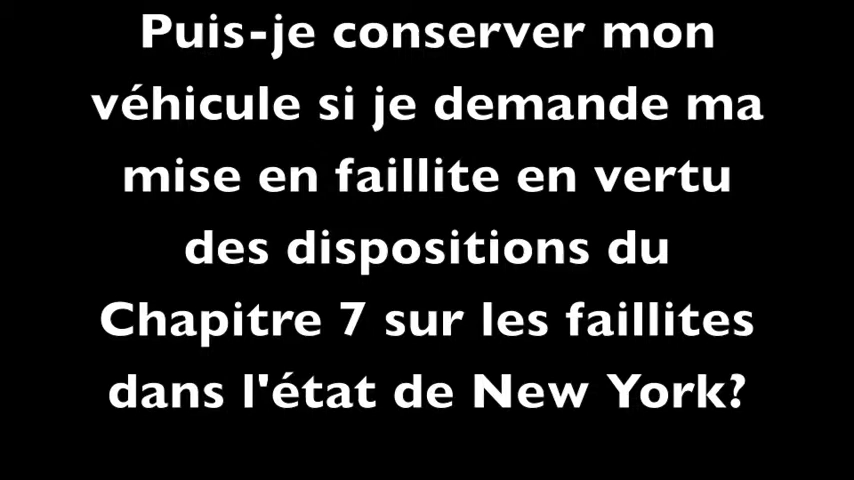 Puis-je conserver mon
véhicule si je demande ma
mise en faillite en vertu
des dispositions du
Chapitre 7 sur les faillites
dans l'état de New York?